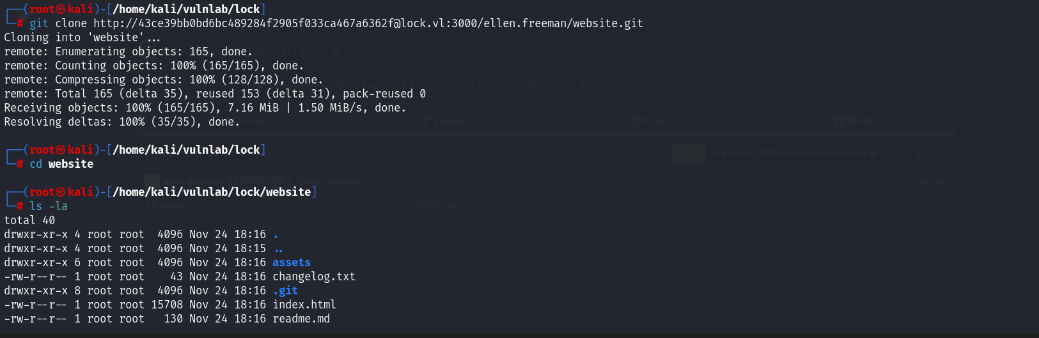 ┌──(root㉿kali)-[/home/kali/vulnlab/lock]
└─# git clone http://43ce39bb0bd6bc489284f2905f033ca467a6362f@lock.vl:3000/ellen.freeman/website.git
Cloning into 'website'...
remote: Enumerating objects: 165, done.
remote: Counting objects: 100% (165/165), done.
remote: Compressing objects: 100% (128/128), done.
remote: Total 165 (delta 35), reused 153 (delta 31), pack-reused 0
Receiving objects: 100% (165/165), 7.16 MiB | 1.50 MiB/s, done.
Resolving deltas: 100% (35/35), done.
┌──(root㉿kali)-[/home/kali/vulnlab/lock]
└─# cd website
┌──(root㉿kali)-[/home/kali/vulnlab/lock/website]
└─# ls -la
total 40
drwxr-xr-x 4 root root  4096 Nov 24 18:16 .
drwxr-xr-x 4 root root  4096 Nov 24 18:15 ..
drwxr-xr-x 6 root root  4096 Nov 24 18:16 assets
-rw-r--r-- 1 root root    43 Nov 24 18:16 changelog.txt
drwxr-xr-x 8 root root  4096 Nov 24 18:16 .git
-rw-r--r-- 1 root root 15708 Nov 24 18:16 index.html
-rw-r--r-- 1 root root   130 Nov 24 18:16 readme.md